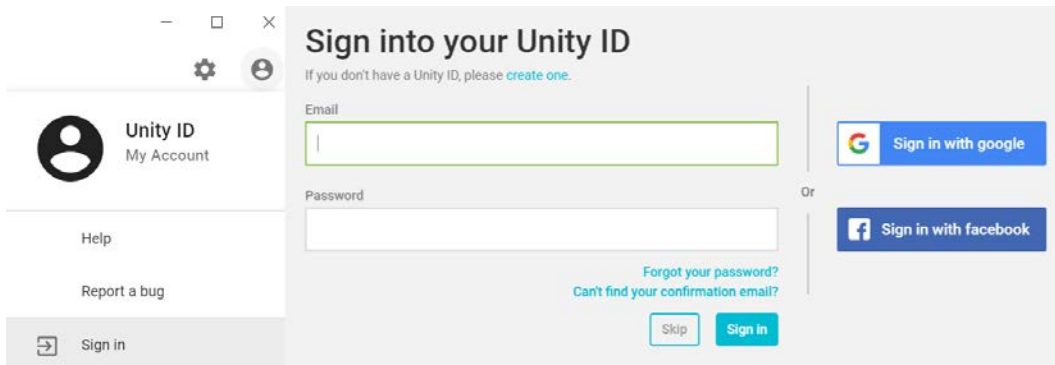 Unity ID
My Account
Help
Report a bug
Sign in
Sign into your Unity ID
If you don't have a Unity ID, please create one.
Email
Password
Forgot your password?
Can't find your confirmation email?
Skip
Sign in
Or
Sign in with google
Sign in with facebook